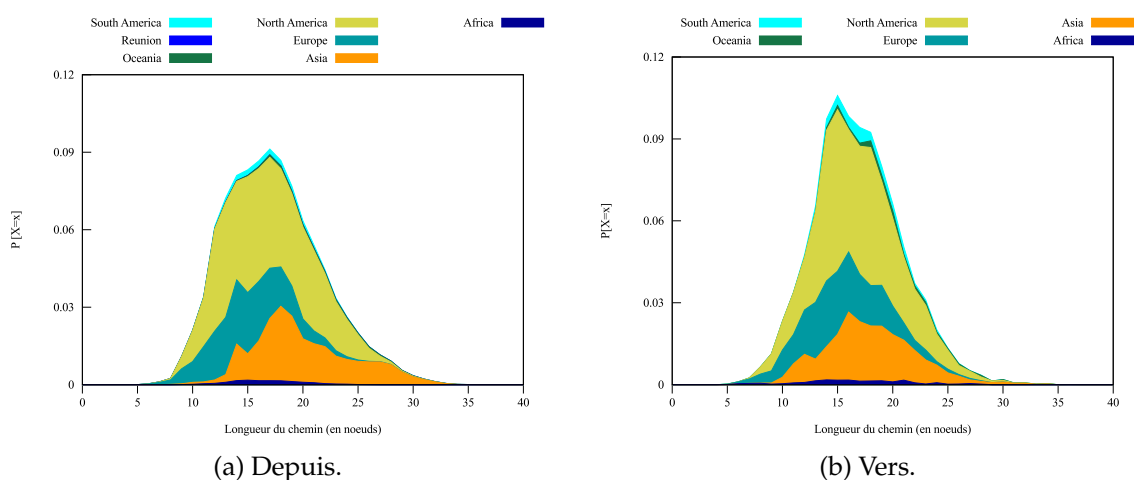 South America North America Africa
Reunion Europe
Oceania Asia
0.12
0.09
0.06
0.03
0
P [X=x]
0 5 10 15 20 25 30 35 40
Longueur du chemin (en noeuds)
(a) Depuis.
South America North America Asia
Oceania Europe Africa
0.12
0.09
0.06
0.03
0
P[X=x]
0 5 10 15 20 25 30 35 40
Longueur du chemin (en noeuds)
(b) Vers.